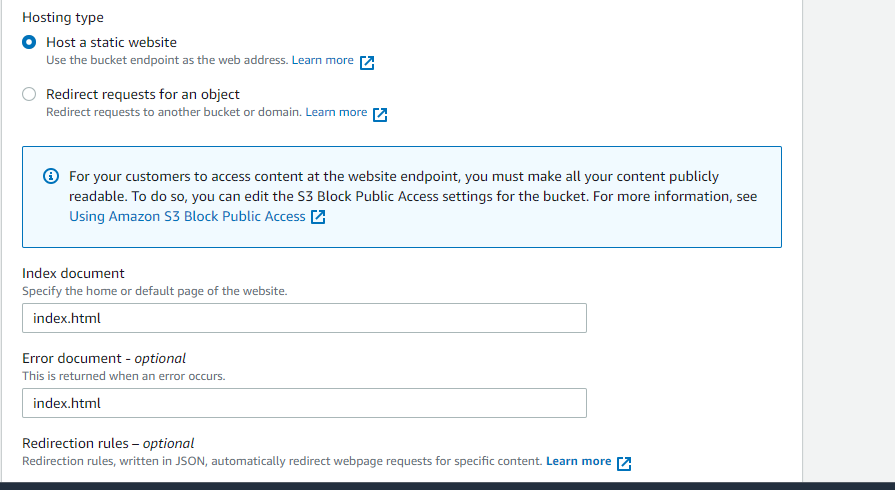 Hosting type
Host a static website
Use the bucket endpoint as the web address. Learn more
Redirect requests for an object
Redirect requests to another bucket or domain. Learn more
For your customers to access content at the website endpoint, you must make all your content publicly
readable. To do so, you can edit the S3 Block Public Access settings for the bucket. For more information, see
Using Amazon S3 Block Public Access
Index document
Specify the home or default page of the website.
index.html
Error document - optional
This is returned when an error occurs.
index.html
Redirection rules – optional
Redirection rules, written in JSON, automatically redirect webpage requests for specific content. Learn more